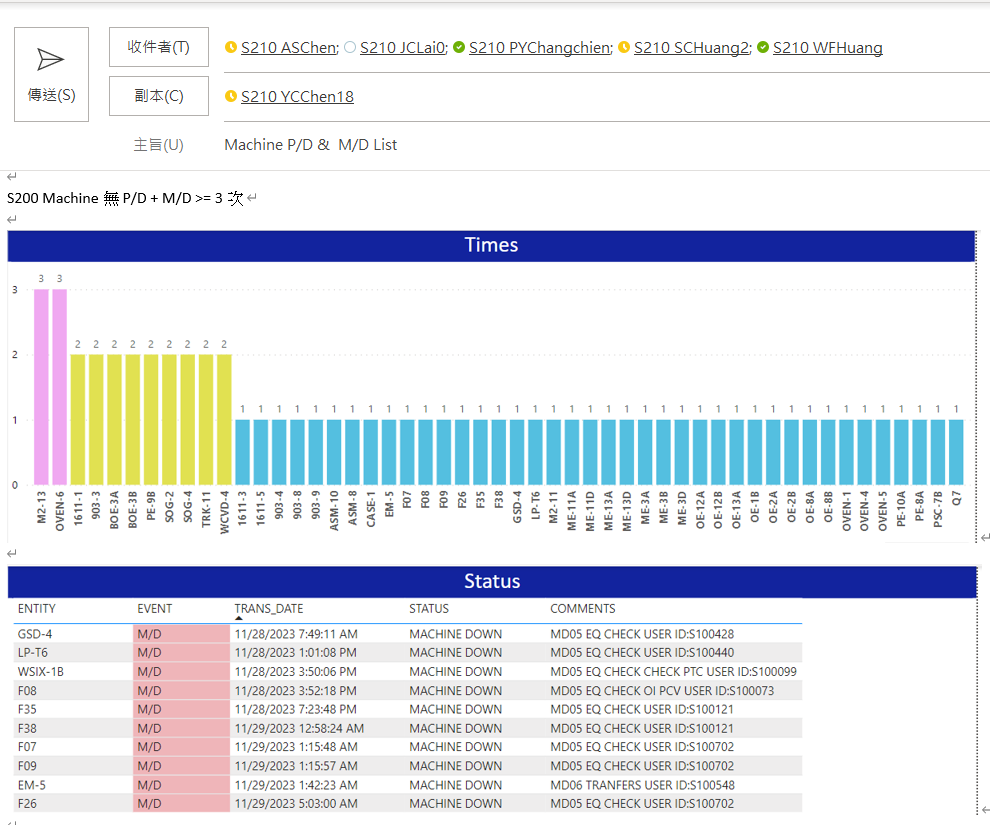 收件者(T)
S210 ASChen; S210 JCLai0; S210 PYChangchien; S210 SCHuang2; S210 WFHuang
傳送(S)
副本(C)
S210 YCChen18
主旨(U)
Machine P/D & M/D List
S200 Machine 無 P/D + M/D >= 3 次
Times
3 3
3
2 2 2 2 2 2 2 2 2
2
1 1 1 1 1 1 1 1 1 1 1 1 1 1 1 1 1 1 1 1 1 1 1 1 1 1 1 1 1 1 1 1 1 1 1 1 1 1 1 1
1
0
M2-13
OVEN-6
1611-1
903-3
BOE-3A
BOE-3B
PE-9B
SOG-2
SOG-4
TRK-11
WCVD-4
1611-3
1611-5
903-4
903-8
903-9
ASM-10
ASM-8
CASE-1
EM-5
F07
F08
F09
F26
F35
F38
GSD-4
LP-T6
M2-11
ME-11A
ME-11D
ME-13A
ME-13D
ME-3A
ME-3B
ME-3D
OE-12A
OE-12B
OE-13A
OE-1B
OE-2A
OE-2B
OE-8A
OE-8B
OVEN-1
OVEN-4
OVEN-5
PE-10A
PE-8A
PSC-7B
Q7
Status
ENTITY EVENT TRANS_DATE STATUS COMMENTS
GSD-4 M/D 11/28/2023 7:49:11 AM MACHINE DOWN MD05 EQ CHECK USER ID:S100428
LP-T6 M/D 11/28/2023 1:01:08 PM MACHINE DOWN MD05 EQ CHECK USER ID:S100440
WSIX-1B M/D 11/28/2023 3:50:06 PM MACHINE DOWN MD05 EQ CHECK CHECK PTC USER ID:S100099
F08 M/D 11/28/2023 3:52:18 PM MACHINE DOWN MD05 EQ CHECK OI PCV USER ID:S100073
F35 M/D 11/28/2023 7:23:48 PM MACHINE DOWN MD05 EQ CHECK USER ID:S100121
F38 M/D 11/29/2023 12:58:24 AM MACHINE DOWN MD05 EQ CHECK USER ID:S100121
F07 M/D 11/29/2023 1:15:48 AM MACHINE DOWN MD05 EQ CHECK USER ID:S100702
F09 M/D 11/29/2023 1:15:57 AM MACHINE DOWN MD05 EQ CHECK USER ID:S100702
EM-5 M/D 11/29/2023 1:42:23 AM MACHINE DOWN MD06 TRANFERS USER ID:S100548
F26 M/D 11/29/2023 5:03:00 AM MACHINE DOWN MD05 EQ CHECK USER ID:S100702